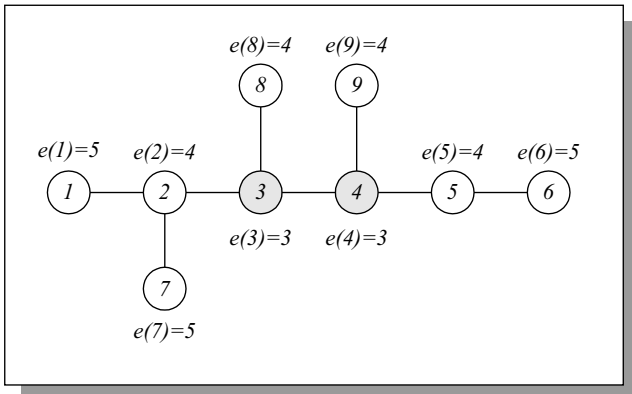 e(8)=4 e(9)=4
8 9
e(1)=5 e(2)=4 e(5)=4 e(6)=5
1 2 3 4 5 6
e(3)=3 e(4)=3
7
e(7)=5